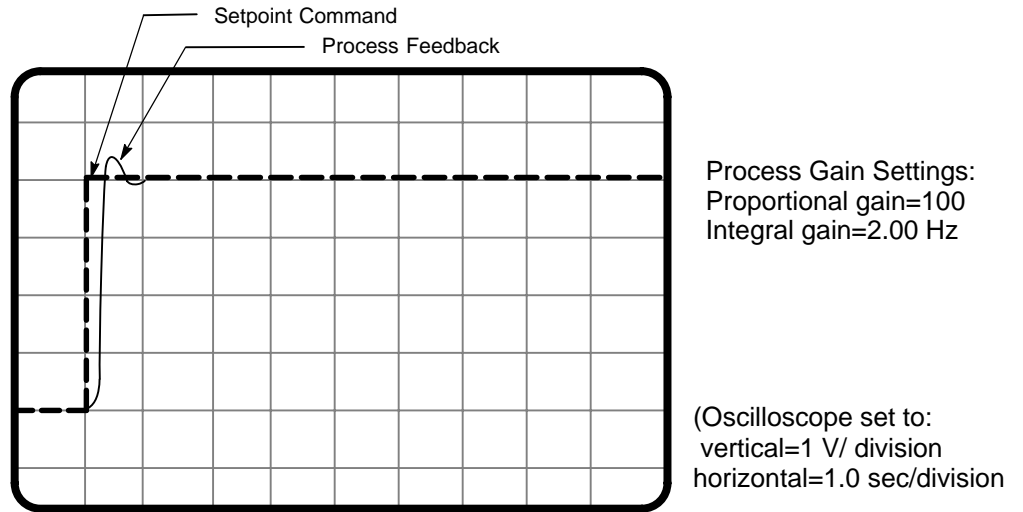 Setpoint Command
Process Feedback
Process Gain Settings:
Proportional gain=100
Integral gain=2.00 Hz
(Oscilloscope set to:
vertical=1 V/ division
horizontal=1.0 sec/division